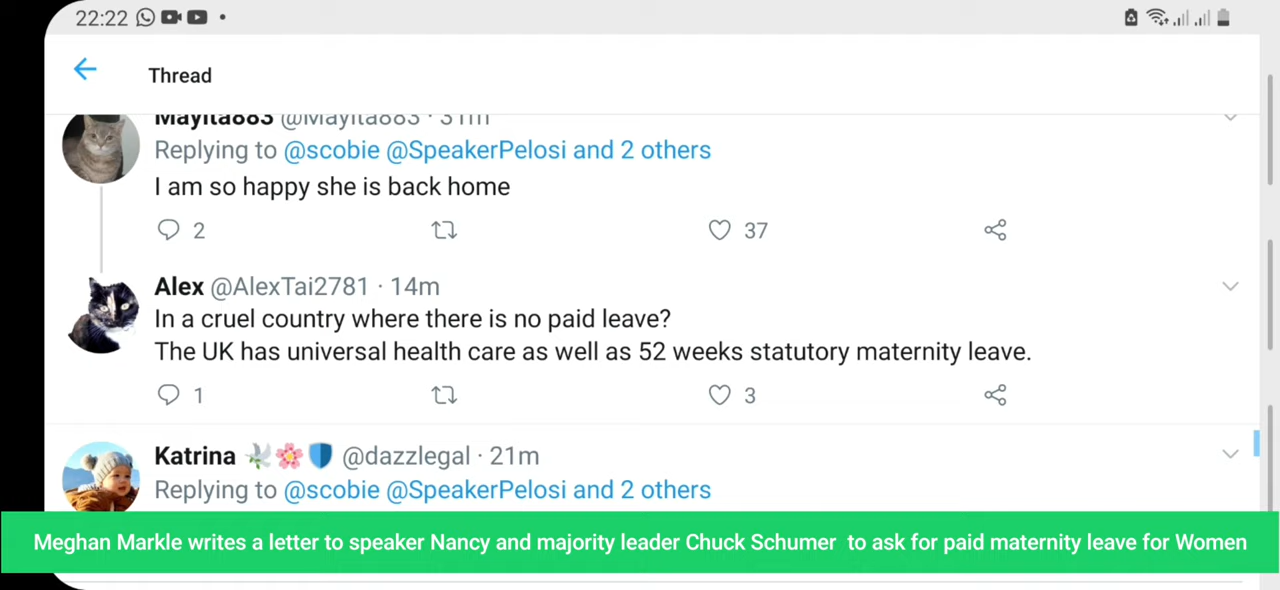 22:22
Thread
Mayita883 @Mayita883 · 31m
Replying to @scobie @SpeakerPelosi and 2 others
I am so happy she is back home
2 37
Alex @AlexTai2781 · 14m
In a cruel country where there is no paid leave?
The UK has universal health care as well as 52 weeks statutory maternity leave.
1 3
Katrina 🕊️🌸🛡️ @dazzlegal · 21m
Replying to @scobie @SpeakerPelosi and 2 others
Meghan Markle writes a letter to speaker Nancy and majority leader Chuck Schumer to ask for paid maternity leave for Women